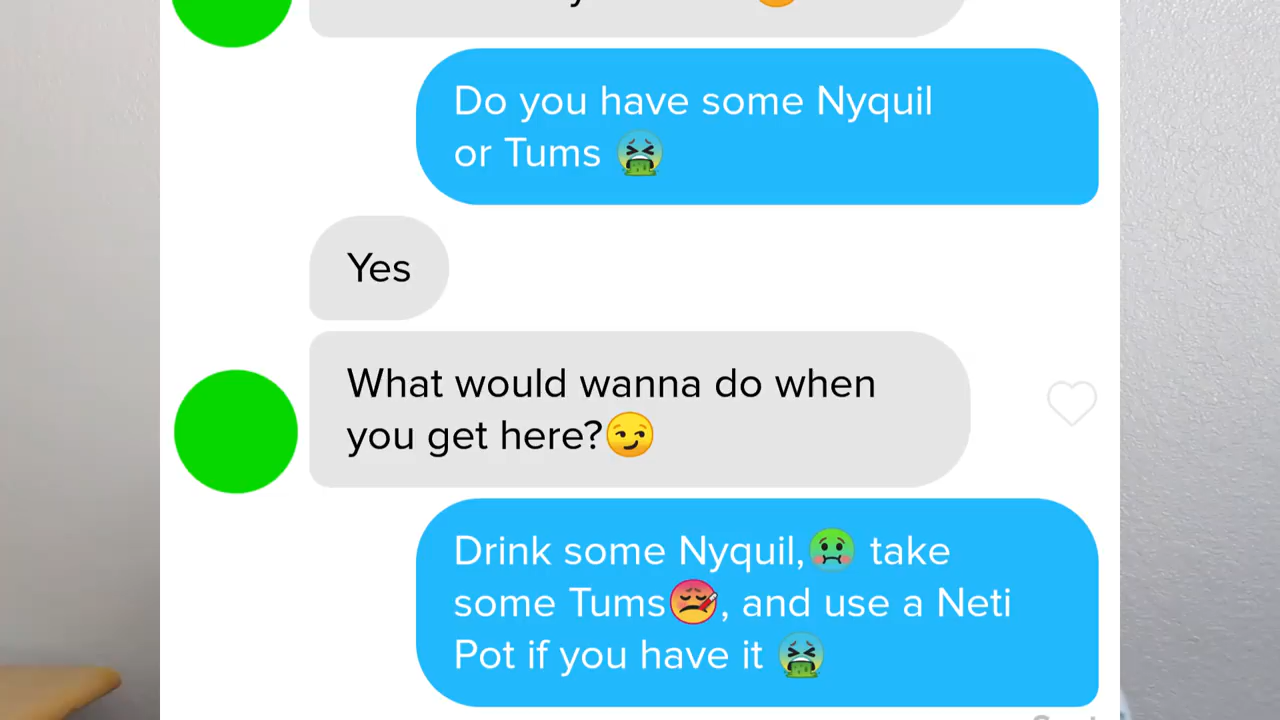 Do you have some Nyquil
or Tums 🤮
Yes
What would wanna do when
you get here?😏
Drink some Nyquil,🤢 take
some Tums🤒, and use a Neti
Pot if you have it 🤮